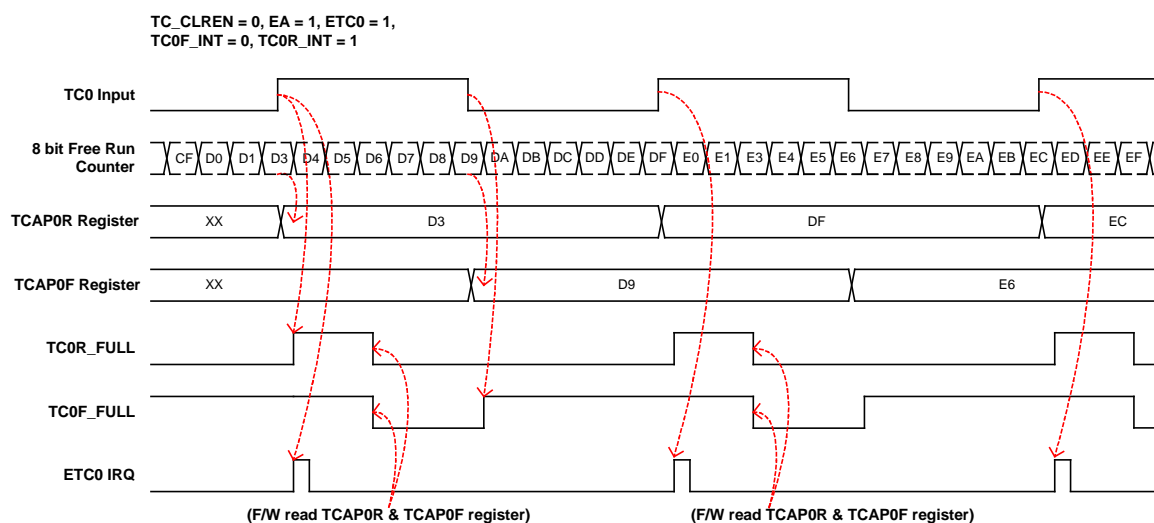 TC_CLREN = 0, EA = 1, ETC0 = 1,
TC0F_INT = 0, TC0R_INT = 1
TC0 Input
8 bit Free Run
Counter
CF D0 D1 D3 D4 D5 D6 D7 D8 D9 DA DB DC DD DE DF E0 E1 E3 E4 E5 E6 E7 E8 E9 EA EB EC ED EE EF
TCAP0R Register XX D3 DF EC
TCAP0F Register XX D9 E6
TC0R_FULL
TC0F_FULL
ETC0 IRQ
(F/W read TCAP0R & TCAP0F register) (F/W read TCAP0R & TCAP0F register)